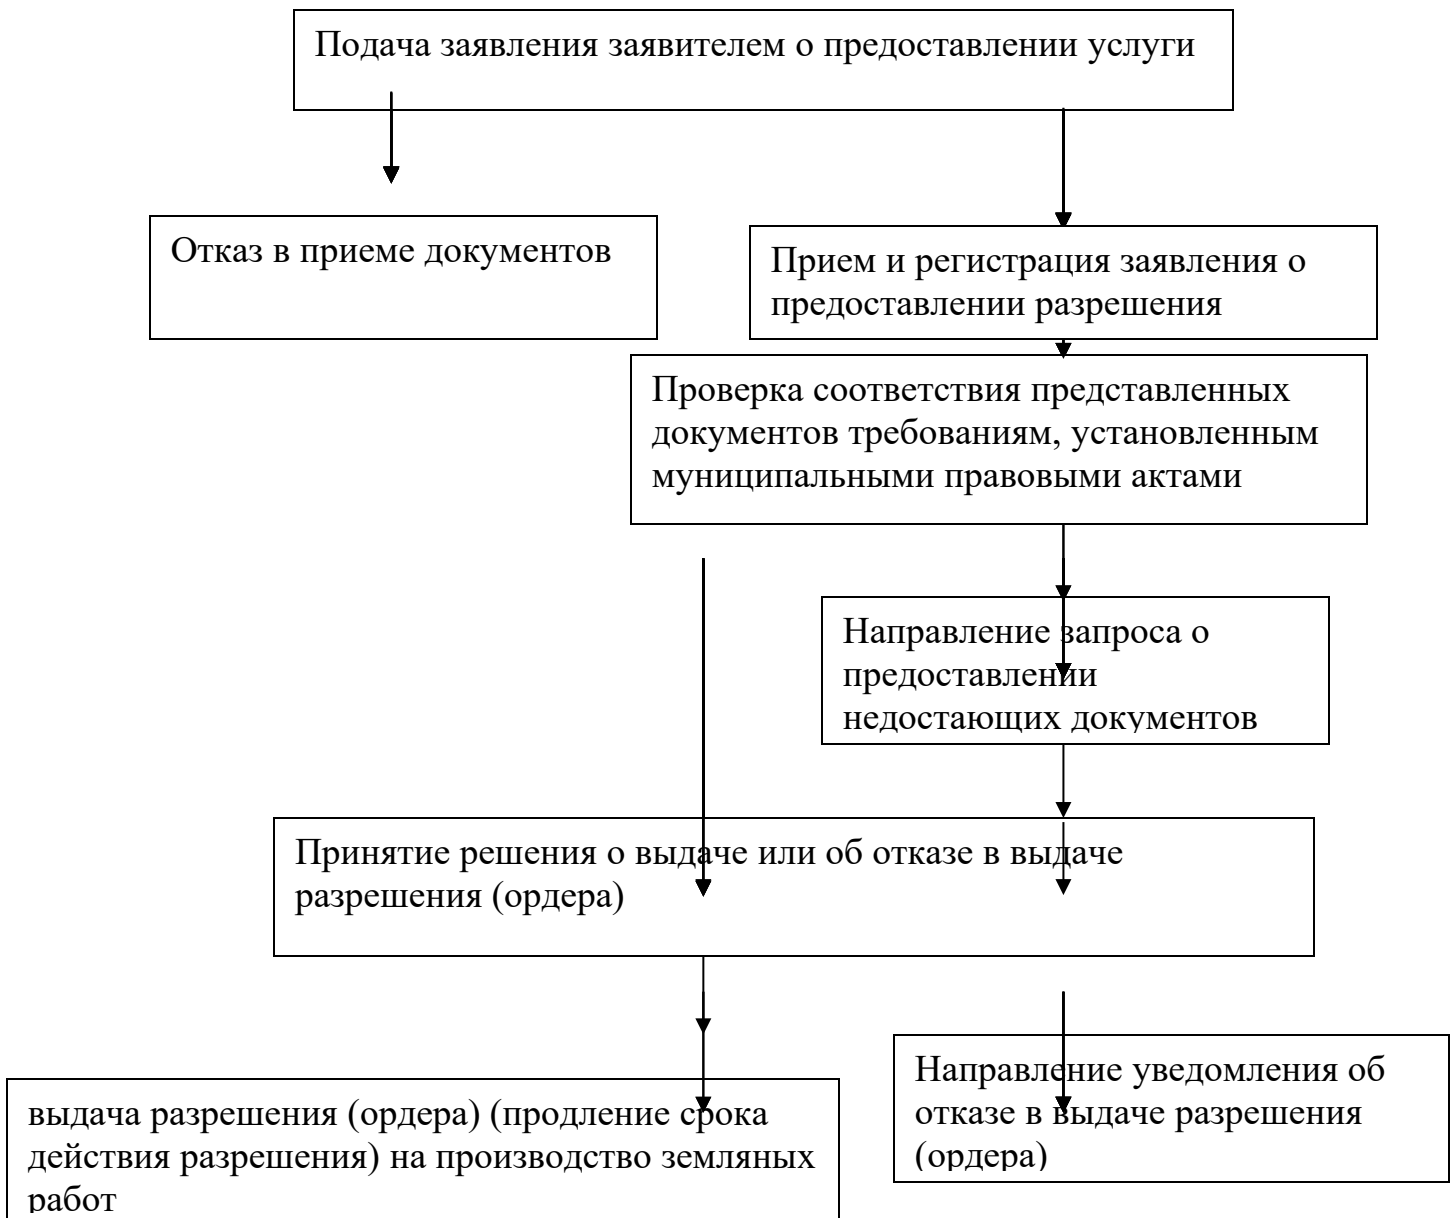 Подача заявления заявителем о предоставлении услуги
Отказ в приеме документов
Прием и регистрация заявления о
предоставлении разрешения
Проверка соответствия представленных
документов требованиям, установленным
муниципальными правовыми актами
Направление запроса о
предоставлении
недостающих документов
Принятие решения о выдаче или об отказе в выдаче
разрешения (ордера)
выдача разрешения (ордера) (продление срока
действия разрешения) на производство земляных
работ
Направление уведомления об
отказе в выдаче разрешения
(ордера)